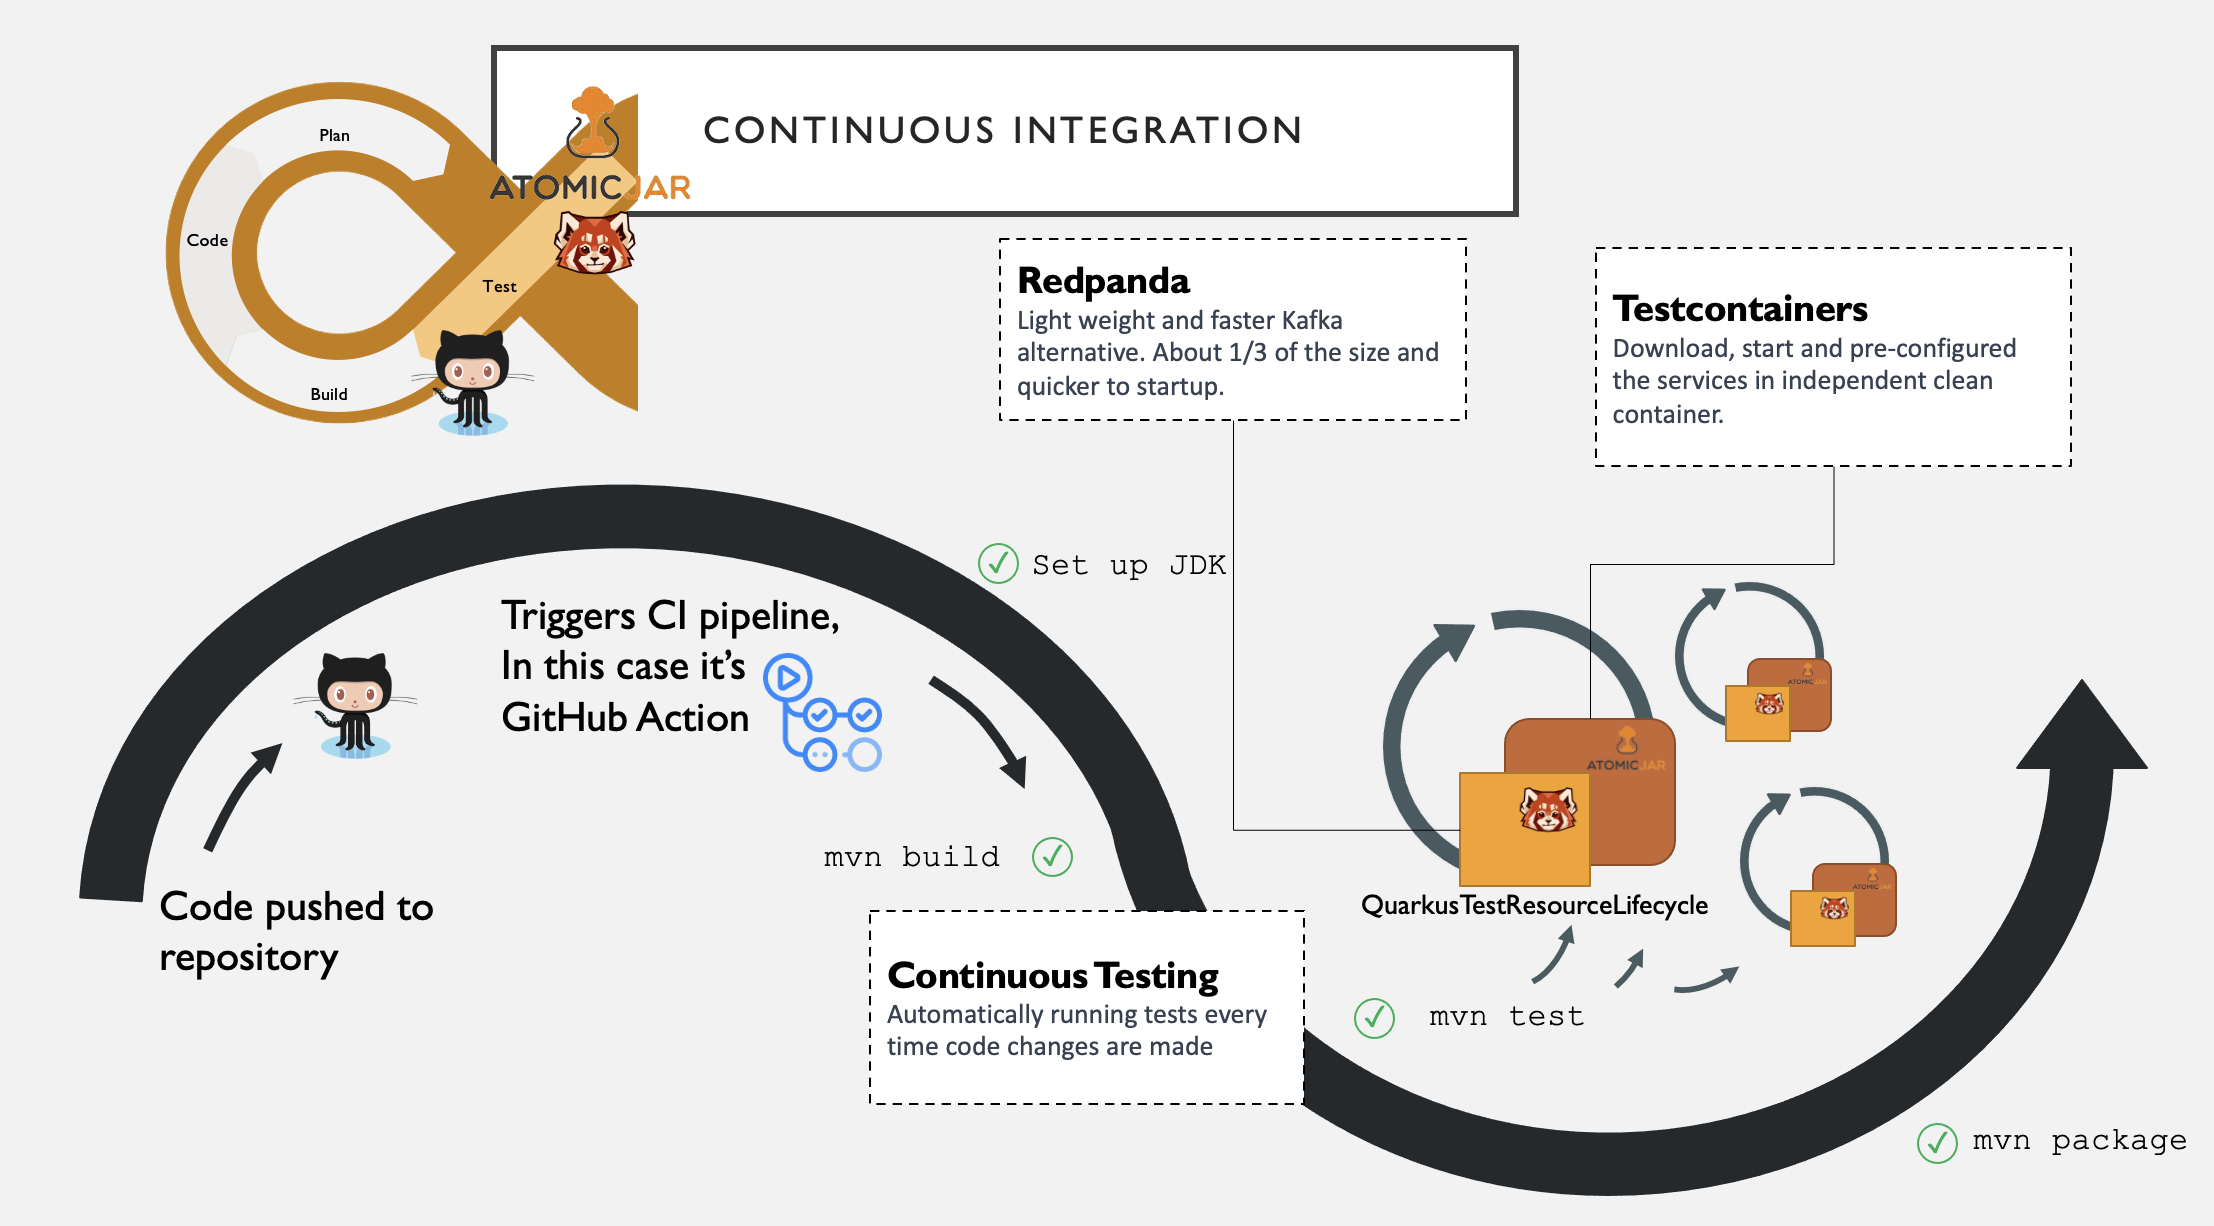 CONTINUOUS INTEGRATION
Plan
Code
Build
Test
ATOMICJAR
Redpanda
Light weight and faster Kafka
alternative. About 1/3 of the size and
quicker to startup.
Testcontainers
Download, start and pre-configured
the services in independent clean
container.
Set up JDK
Triggers CI pipeline,
In this case it's
GitHub Action
Code pushed to
repository
mvn build
Continuous Testing
Automatically running tests every
time code changes are made
ATOMICJAR
ATOMICJAR
ATOMICJAR
QuarkusTestResourceLifecycle
mvn test
mvn package